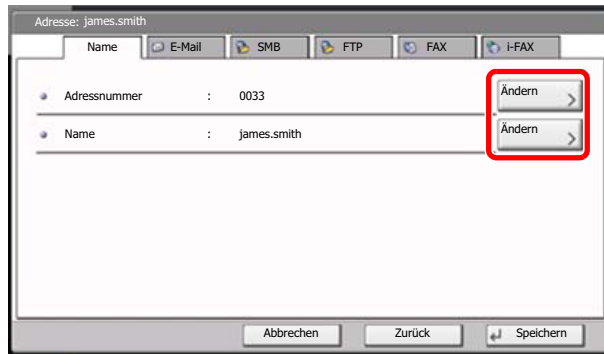 Adresse: james.smith
Name E-Mail SMB FTP FAX i-FAX
Adressnummer : 0033 Ändern
Name : james.smith Ändern
Abbrechen Zurück Speichern